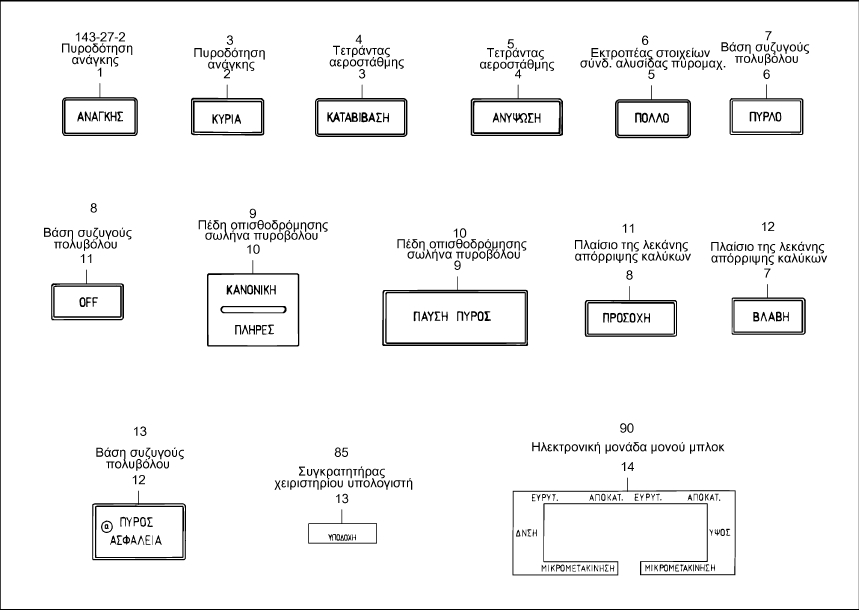 143-27-2
Πυροδότηση
ανάγκης
1
ΑΝΑΓΚΗΣ
3
Πυροδότηση
ανάγκης
2
ΚΥΡΙΑ
4
Τετράντας
αεροστάθμης
3
ΚΑΤΑΒΙΒΑΣΗ
5
Τετράντας
αεροστάθμης
4
ΑΝΥΨΩΣΗ
6
Εκτροπέας στοιχείων
σύνδ. αλυσίδας πυρομαχ.
5
ΠΟΛΛΟ
7
Βάση συζυγούς
πολυβόλου
6
ΠΥΡΛΟ
8
Βάση συζυγούς
πολυβόλου
11
OFF
9
Πέδη οπισθοδρόμησης
σωλήνα πυροβόλου
10
ΚΑΝΟΝΙΚΗ
ΠΛΗΡΕΣ
10
Πέδη οπισθοδρόμησης
σωλήνα πυροβόλου
9
ΠΑΥΣΗ ΠΥΡΟΣ
11
Πλαίσιο της λεκάνης
απόρριψης καλύκων
8
ΠΡΟΣΟΧΗ
12
Πλαίσιο της λεκάνης
απόρριψης καλύκων
7
ΒΛΑΒΗ
13
Βάση συζυγούς
πολυβόλου
12
α ΠΥΡΟΣ
ΑΣΦΑΛΕΙΑ
85
Συγκρατητήρας
χειριστηρίου υπολογιστή
13
ΥΠΟΔΟΧΗ
90
Ηλεκτρονική μονάδα μονού μπλοκ
14
ΕΥΡΥΤ. ΑΠΟΚΑΤ. ΕΥΡΥΤ. ΑΠΟΚΑΤ.
ΔΝΣΗ ΥΨΟΣ
ΜΙΚΡΟΜΕΤΑΚΙΝΗΣΗ ΜΙΚΡΟΜΕΤΑΚΙΝΗΣΗ